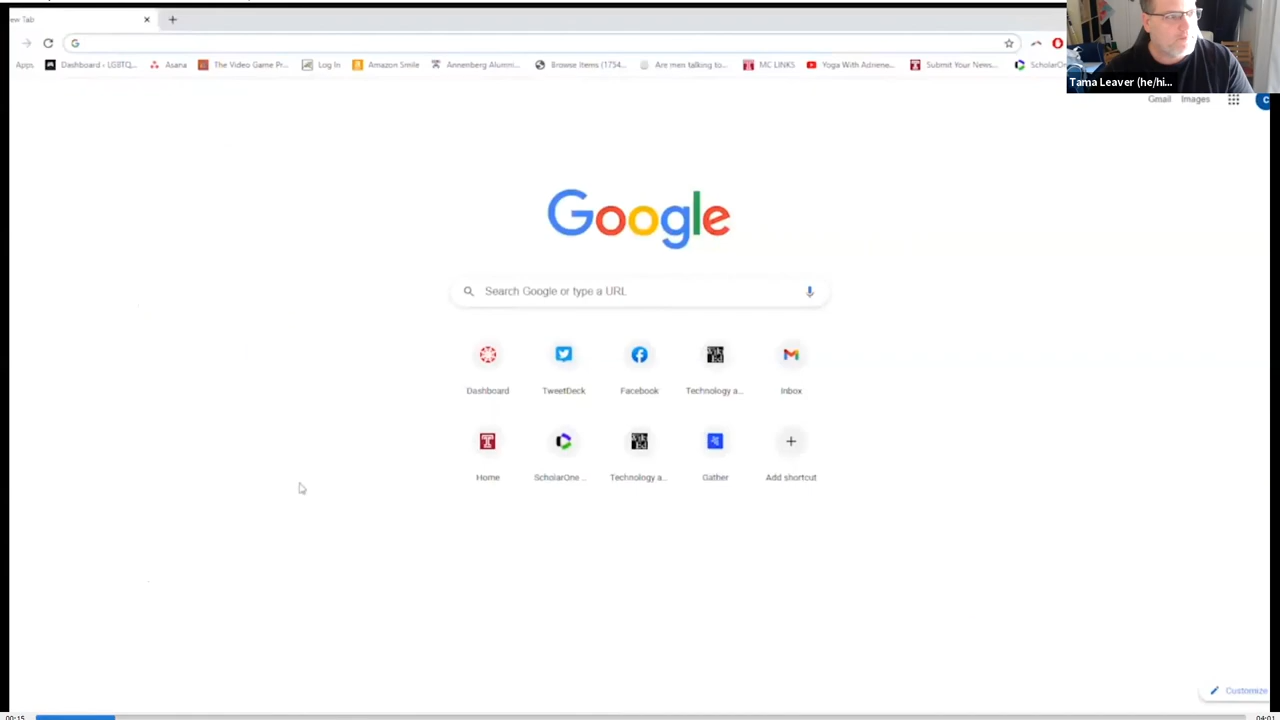 ew Tab
Apps Dashboard - LGBTQ... Asana The Video Game Pr... Log In Amazon Smile Annenberg Alumni... Browse Items (1754... Are men talking to... MC LINKS Yoga With Adriene... Submit Your News... ScholarOn
Tama Leaver (he/hi...
Gmail Images
Google
Search Google or type a URL
Dashboard TweetDeck Facebook Technology a... Inbox
Home ScholarOne ... Technology a... Gather Add shortcut
Customize
00:15 04:01